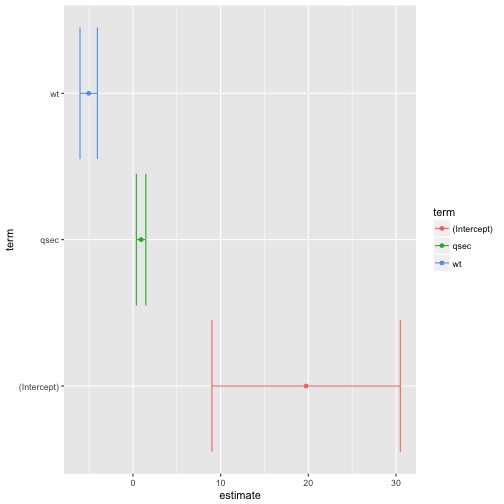 term
wt
qsec
(Intercept)
0
10
20
30
estimate
term
(Intercept)
qsec
wt